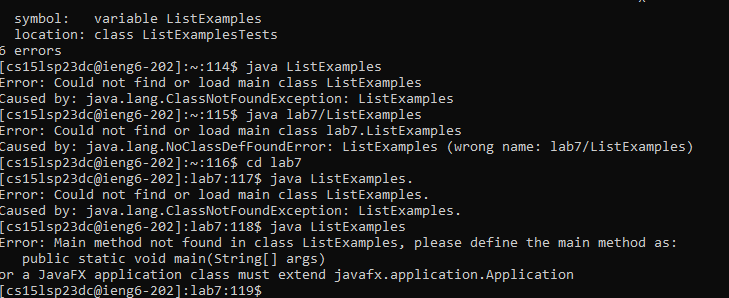 symbol:   variable ListExamples
location: class ListExamplesTests
6 errors
[cs15lsp23dc@ieng6-202]:~:114$ java ListExamples
Error: Could not find or load main class ListExamples
Caused by: java.lang.ClassNotFoundException: ListExamples
[cs15lsp23dc@ieng6-202]:~:115$ java lab7/ListExamples
Error: Could not find or load main class lab7.ListExamples
Caused by: java.lang.NoClassDefFoundError: ListExamples (wrong name: lab7/ListExamples)
[cs15lsp23dc@ieng6-202]:~:116$ cd lab7
[cs15lsp23dc@ieng6-202]:lab7:117$ java ListExamples.
Error: Could not find or load main class ListExamples.
Caused by: java.lang.ClassNotFoundException: ListExamples.
[cs15lsp23dc@ieng6-202]:lab7:118$ java ListExamples
Error: Main method not found in class ListExamples, please define the main method as:
public static void main(String[] args)
or a JavaFX application class must extend javafx.application.Application
[cs15lsp23dc@ieng6-202]:lab7:119$